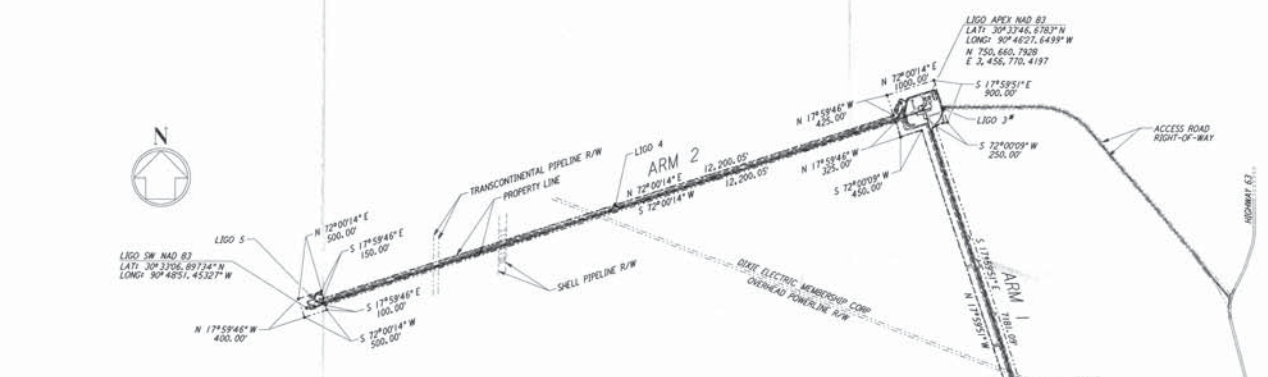 LIGO APEX NAD 83
LAT: 30°33'46.6783" N
LONG: 90°46'27.6499" W
N 750,660.7928
E 3,456,770.4197
N 72°00'14" E
1000.00'
S 17°59'51" E
900.00'
N 17°59'46" W
425.00'
LIGO 3
ACCESS ROAD
RIGHT-OF-WAY
S 72°00'09" W
250.00'
N 17°59'46" W
325.00'
S 72°00'09" W
450.00'
N
LIGO 4
ARM 2
12,200.05'
N 72°00'14" E
12,200.05'
S 72°00'14" W
TRANSCONTINENTAL PIPELINE R/W
PROPERTY LINE
HIGHWAY 63
N 72°00'14" E
500.00'
LIGO 5
S 17°59'46" E
150.00'
LIGO SW NAD 83
LAT: 30°33'06.89734" N
LONG: 90°48'51.45327" W
SHELL PIPELINE R/W
DIXIE ELECTRIC MEMBERSHIP CORP
OVERHEAD POWERLINE R/W
S 17°59'51" E
7181.09'
ARM 1
N 17°59'51" W
S 17°59'46" E
100.00'
N 17°59'46" W
400.00'
S 72°00'14" W
500.00'